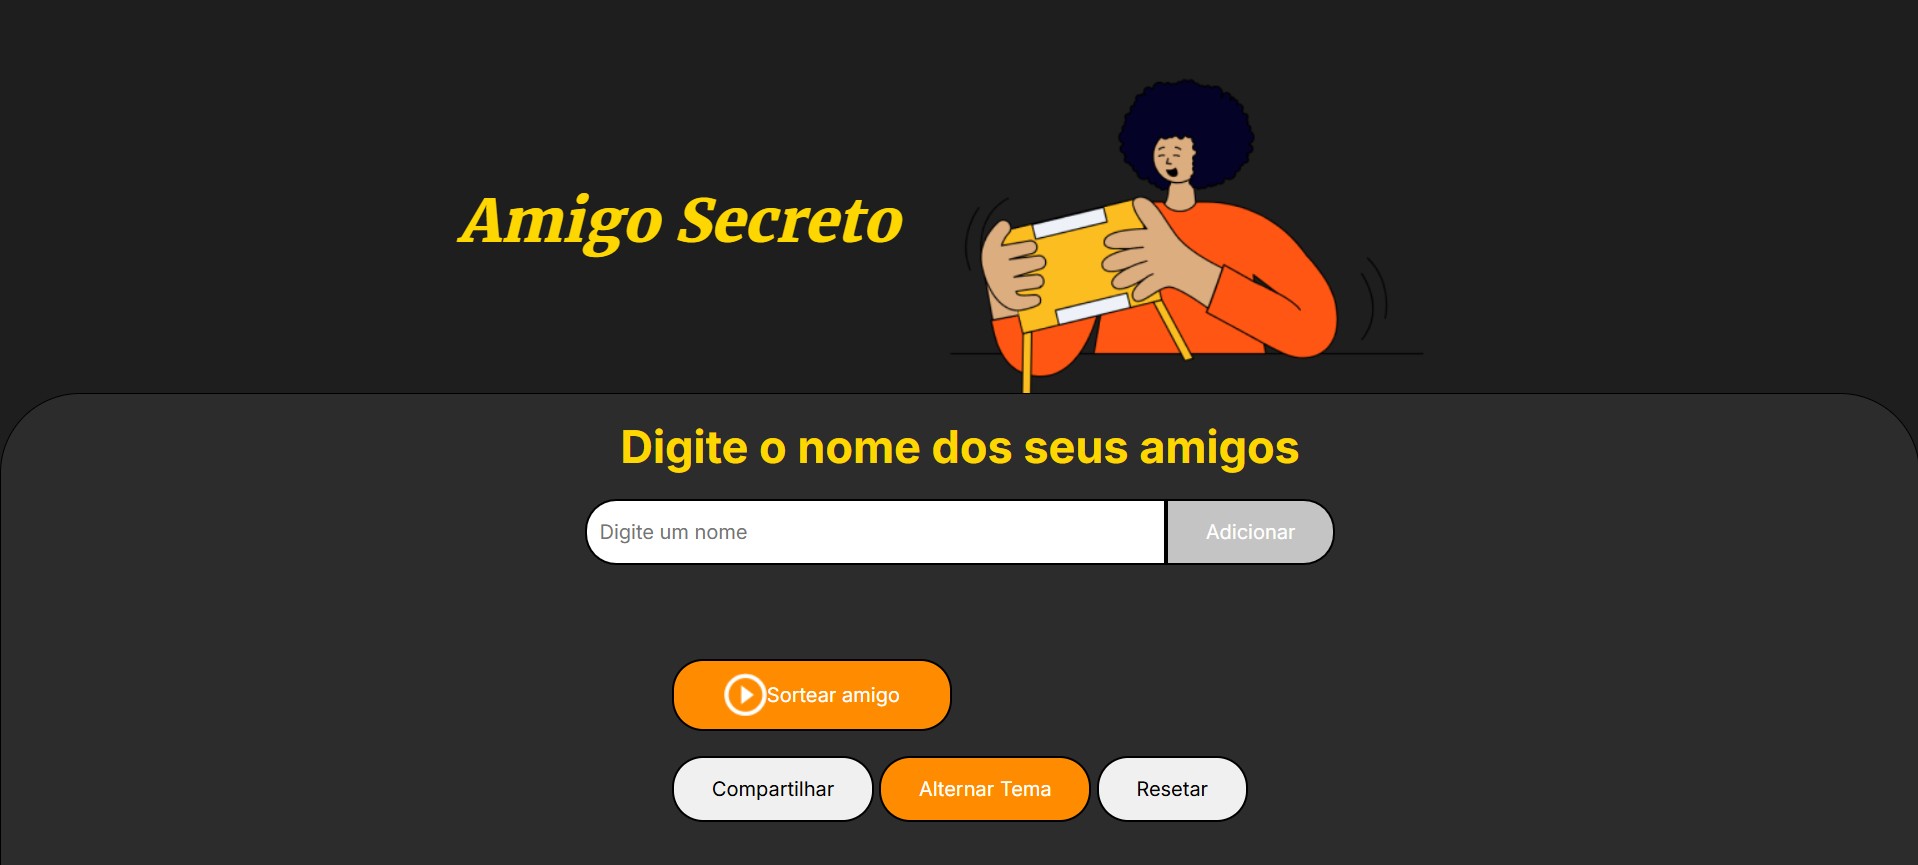 Amigo Secreto
Digite o nome dos seus amigos
Digite um nome
Adicionar
Sortear amigo
Compartilhar
Alternar Tema
Resetar